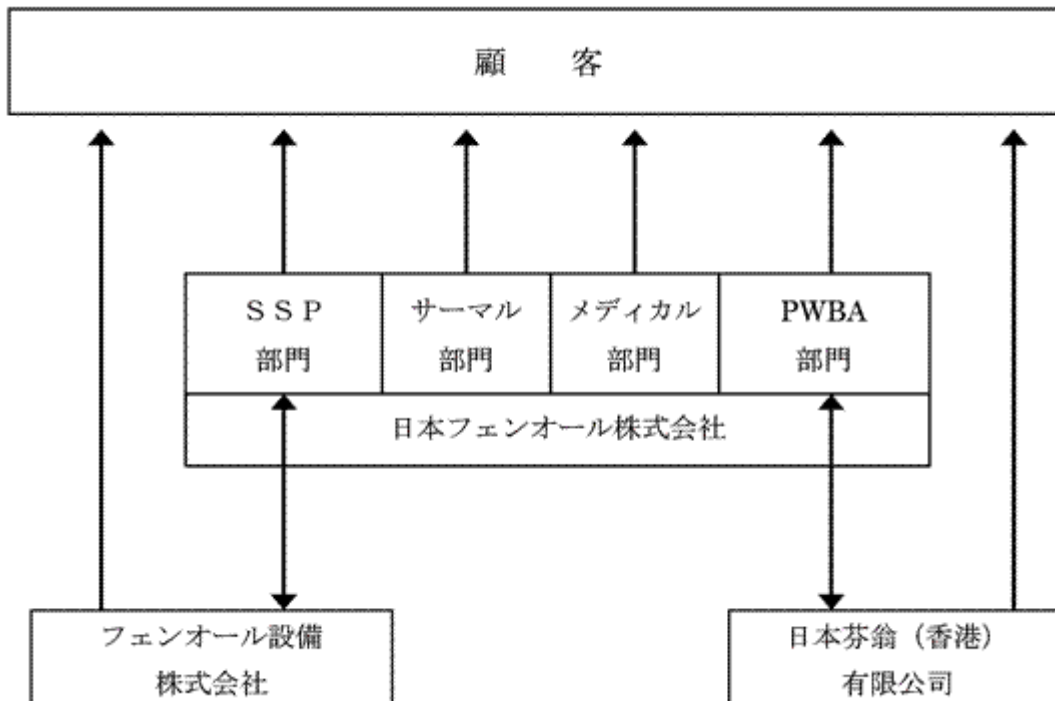 顧　　客
ＳＳＰ
部門
サーマル
部門
メディカル
部門
PWBA
部門
日本フェンオール株式会社
フェンオール設備
株式会社
日本芬翁（香港）
有限公司